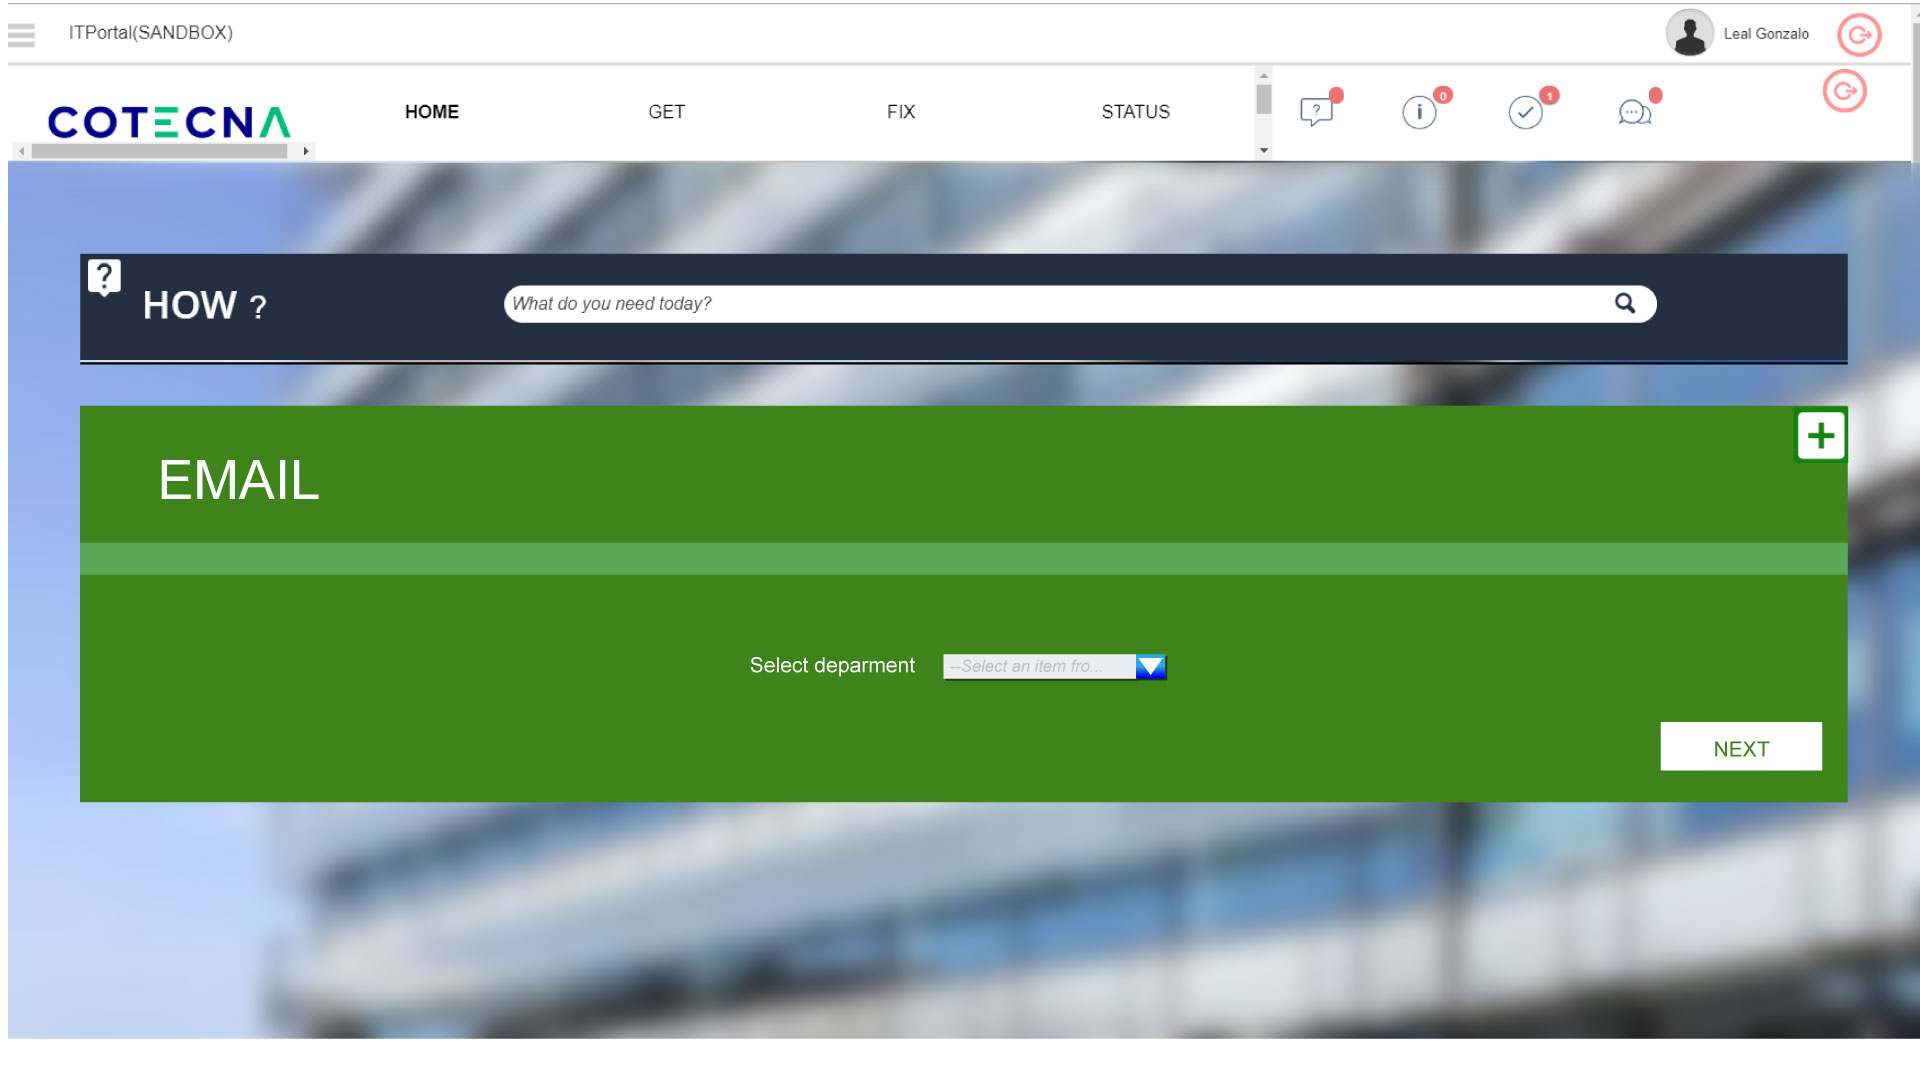 ITPortal(SANDBOX)
Leal Gonzalo
COTECNA
HOME
GET
FIX
STATUS
?
i
0
1
?
HOW ?
What do you need today?
EMAIL
Select deparment
--Select an item fro...
NEXT